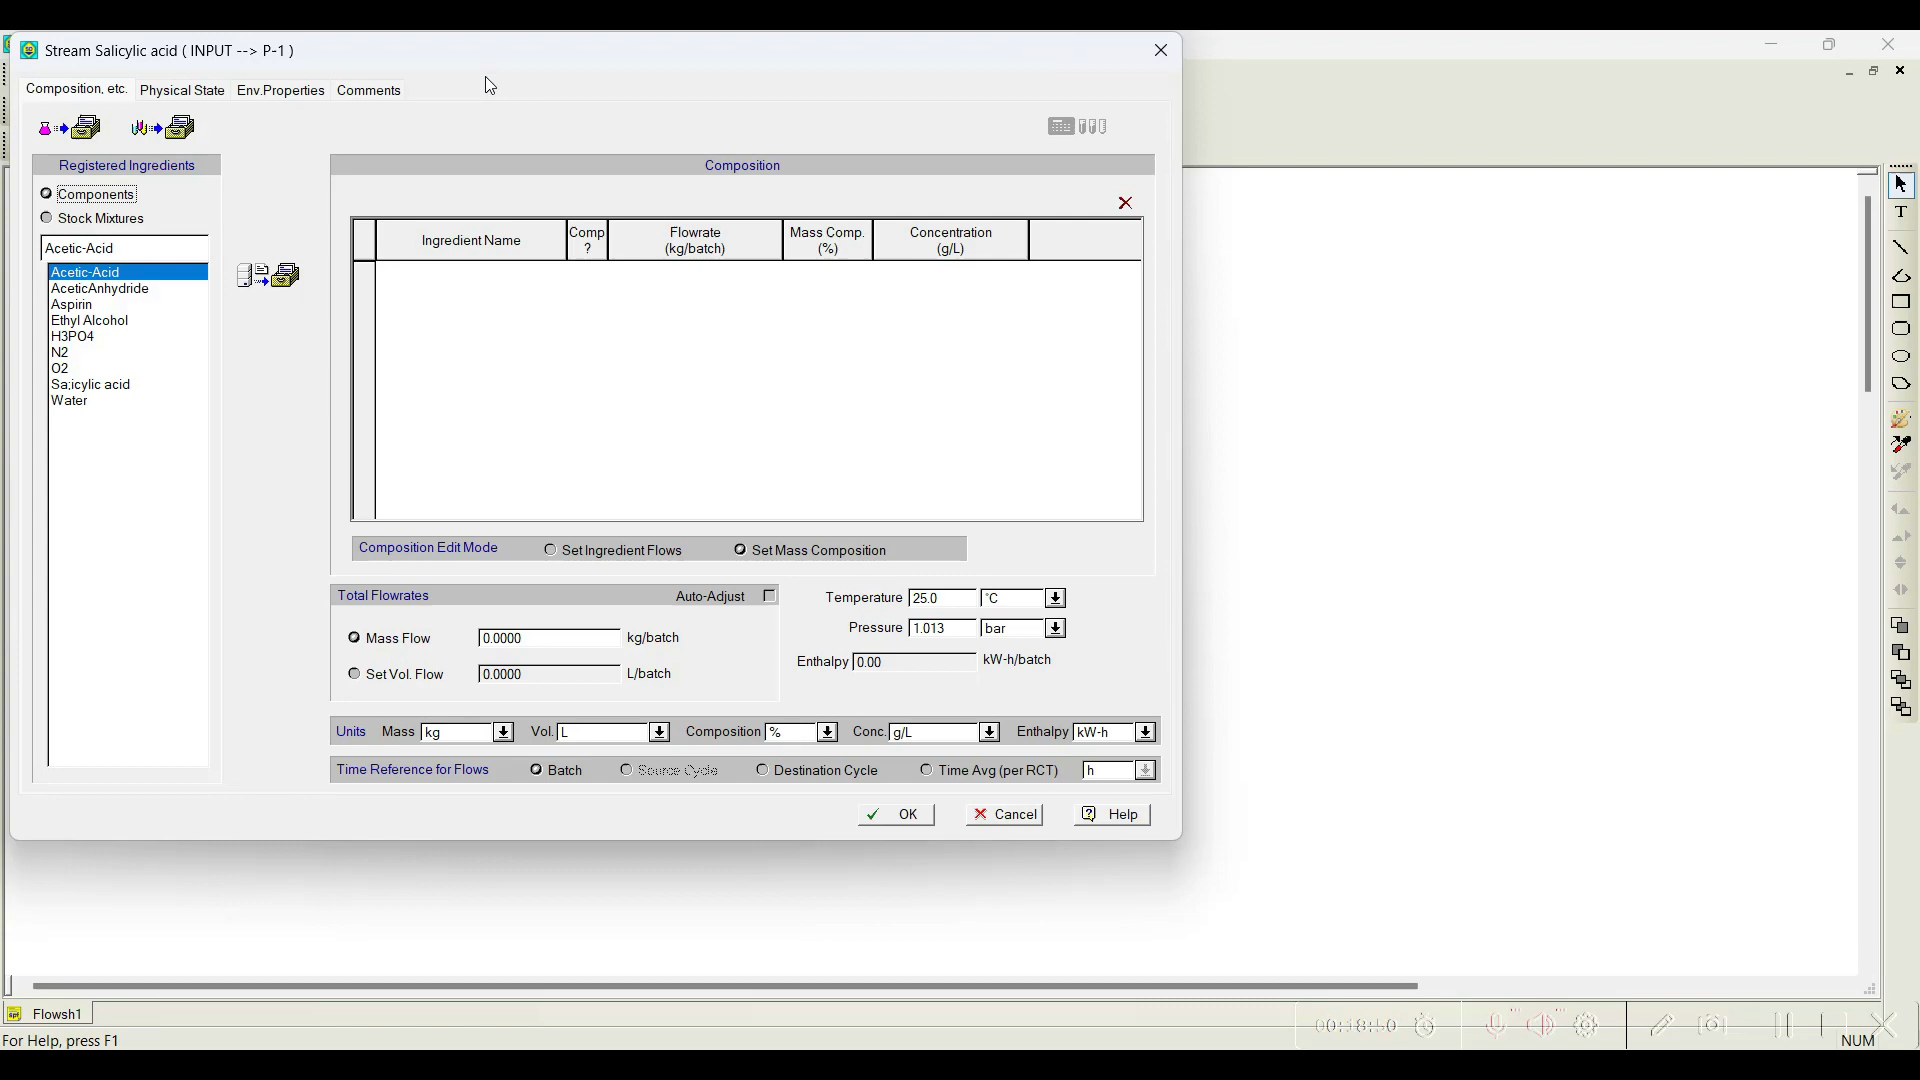 Stream Salicylic acid ( INPUT --> P-1 )
Composition, etc. Physical State Env.Properties Comments
Registered Ingredients
Components
Stock Mixtures
Acetic-Acid
Acetic-Acid
AceticAnhydride
Aspirin
Ethyl Alcohol
H3PO4
N2
O2
Sa;icylic acid
Water
Composition
Ingredient Name Comp ? Flowrate (kg/batch) Mass Comp. (%) Concentration (g/L)
Composition Edit Mode Set Ingredient Flows Set Mass Composition
Total Flowrates Auto-Adjust
Mass Flow 0.0000 kg/batch
Set Vol. Flow 0.0000 L/batch
Temperature 25.0 °C
Pressure 1.013 bar
Enthalpy 0.00 kW-h/batch
Units Mass kg Vol. L Composition % Conc. g/L Enthalpy kW-h
Time Reference for Flows Batch Source Cycle Destination Cycle Time Avg (per RCT) h
OK Cancel Help
T
spf Flowsh1
00:18:50
For Help, press F1
NUM